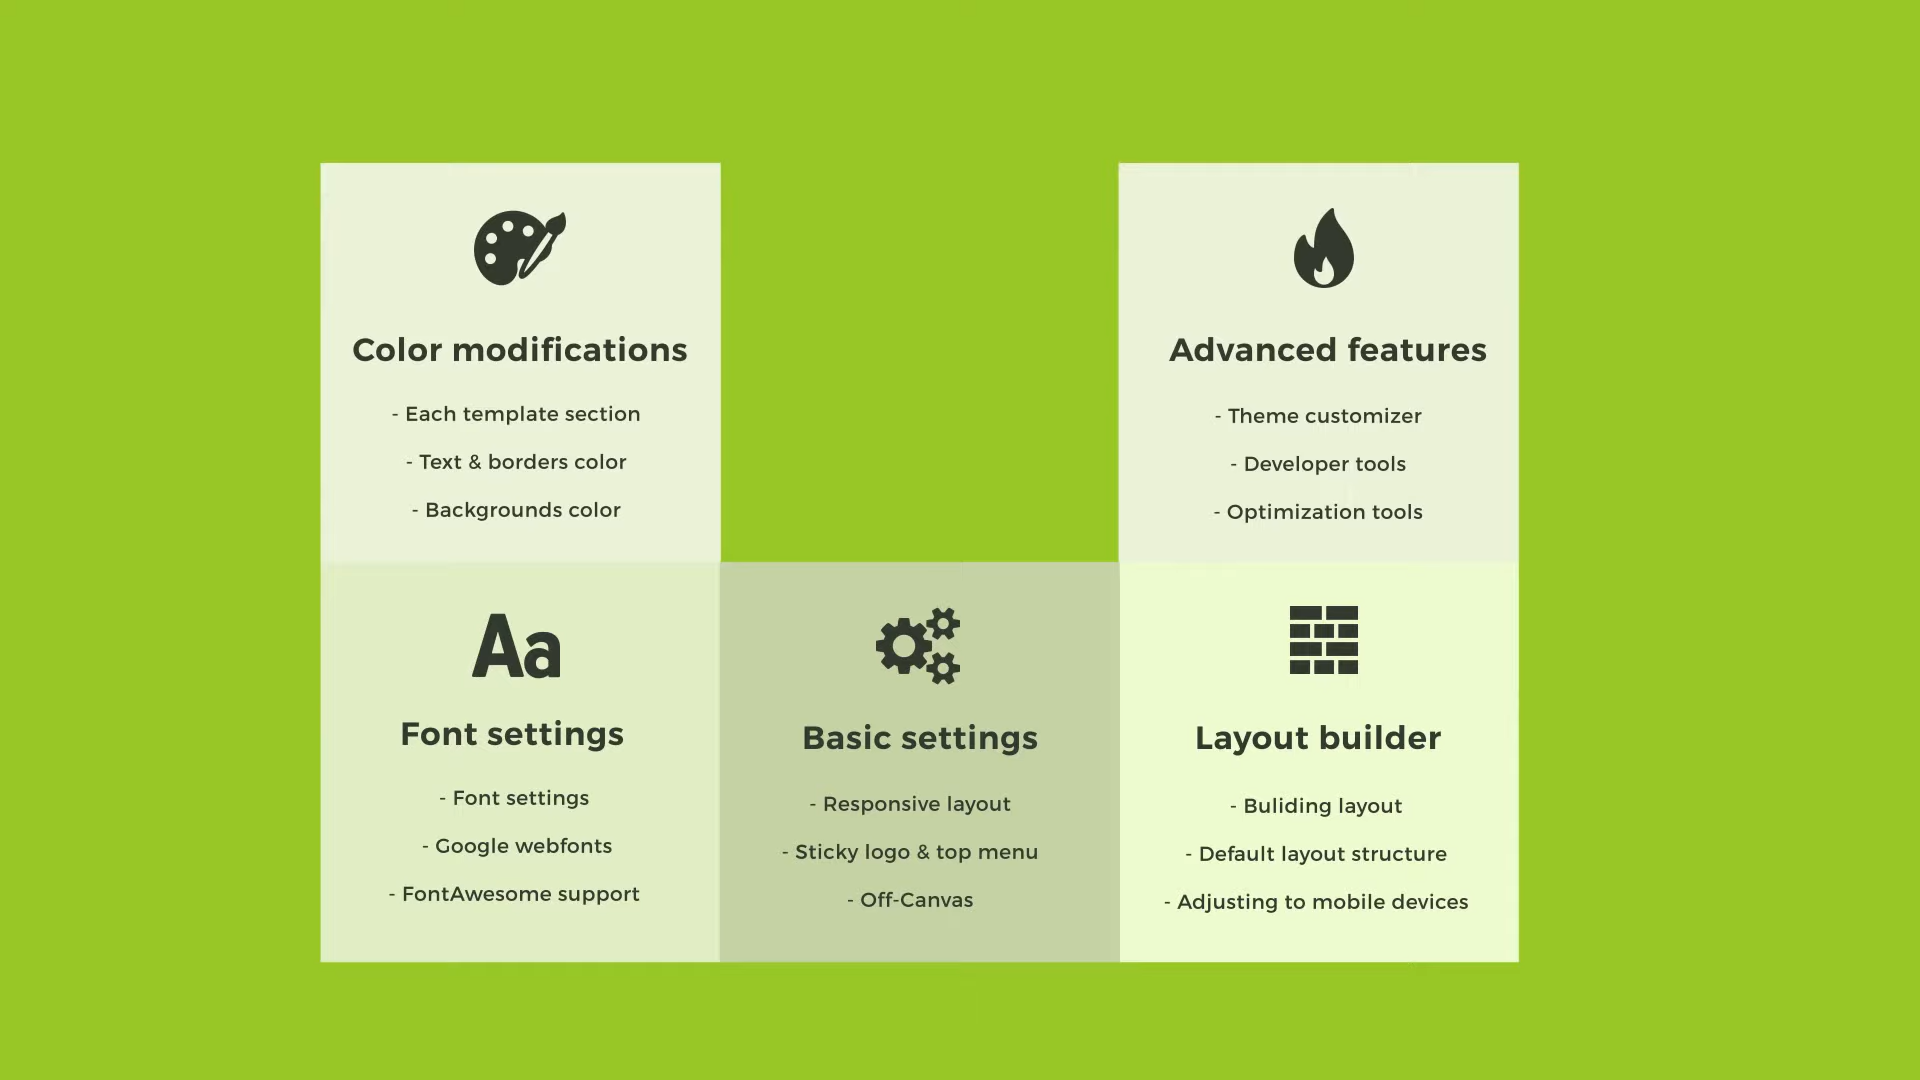 Color modifications
- Each template section
- Text & borders color
- Backgrounds color
Advanced features
- Theme customizer
- Developer tools
- Optimization tools
Aa
Font settings
- Font settings
- Google webfonts
- FontAwesome support
Basic settings
- Responsive layout
- Sticky logo & top menu
- Off-Canvas
Layout builder
- Buliding layout
- Default layout structure
- Adjusting to mobile devices